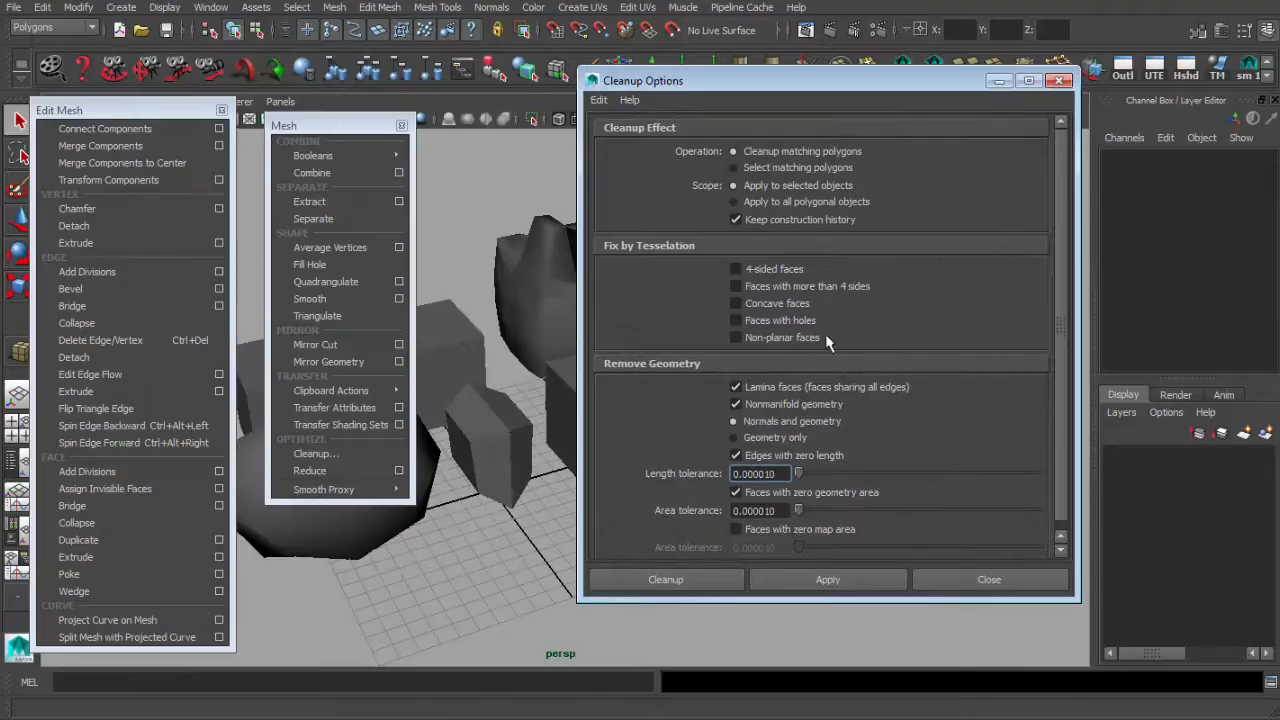 File Edit Modify Create Display Window Assets Select Mesh Edit Mesh Mesh Tools Normals Color Create UVs Edit UVs Muscle Pipeline Cache Help
Polygons
No Live Surface
X: Y: Z:
Outl UTE Hshd TM sm 1
Panels
Edit Mesh
Connect Components
Merge Components
Merge Components to Center
Transform Components
VERTEX
Chamfer
Detach
Extrude
EDGE
Add Divisions
Bevel
Bridge
Collapse
Delete Edge/Vertex Ctrl+Del
Detach
Edit Edge Flow
Extrude
Flip Triangle Edge
Spin Edge Backward Ctrl+Alt+Left
Spin Edge Forward Ctrl+Alt+Right
FACE
Add Divisions
Assign Invisible Faces
Bridge
Collapse
Duplicate
Extrude
Poke
Wedge
CURVE
Project Curve on Mesh
Split Mesh with Projected Curve
Mesh
COMBINE
Booleans
Combine
SEPARATE
Extract
Separate
SHAPE
Average Vertices
Fill Hole
Quadrangulate
Smooth
Triangulate
MIRROR
Mirror Cut
Mirror Geometry
TRANSFER
Clipboard Actions
Transfer Attributes
Transfer Shading Sets
OPTIMIZE
Cleanup...
Reduce
Smooth Proxy
Cleanup Options
Edit Help
Cleanup Effect
Operation: Cleanup matching polygons
Select matching polygons
Scope: Apply to selected objects
Apply to all polygonal objects
Keep construction history
Fix by Tesselation
4-sided faces
Faces with more than 4 sides
Concave faces
Faces with holes
Non-planar faces
Remove Geometry
Lamina faces (faces sharing all edges)
Nonmanifold geometry
Normals and geometry
Geometry only
Edges with zero length
Length tolerance: 0.000010
Faces with zero geometry area
Area tolerance: 0.000010
Faces with zero map area
Area tolerance: 0.000010
Cleanup Apply Close
Channel Box / Layer Editor
Channels Edit Object Show
Display Render Anim
Layers Options Help
persp
MEL